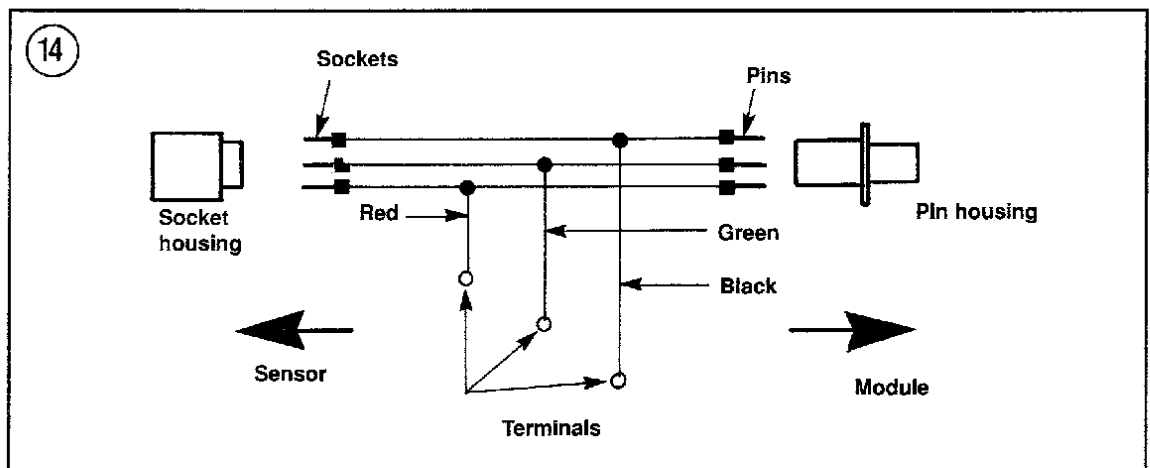 14
Sockets
Pins
Socket
housing
Red
Pin housing
Green
Black
Sensor
Module
Terminals